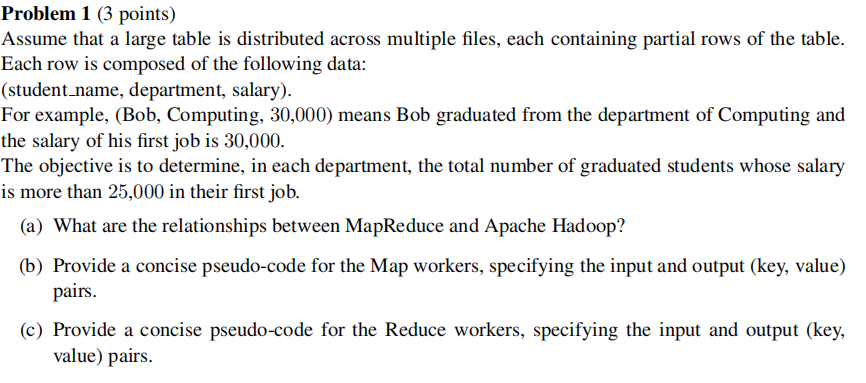 Problem 1 (3 points)
Assume that a large table is distributed across multiple files, each containing partial rows of the table.
Each row is composed of the following data:
(student_name, department, salary).
For example, (Bob, Computing, 30,000) means Bob graduated from the department of Computing and
the salary of his first job is 30,000.
The objective is to determine, in each department, the total number of graduated students whose salary
is more than 25,000 in their first job.
(a) What are the relationships between MapReduce and Apache Hadoop?
(b) Provide a concise pseudo-code for the Map workers, specifying the input and output (key, value)
pairs.
(c) Provide a concise pseudo-code for the Reduce workers, specifying the input and output (key,
value) pairs.